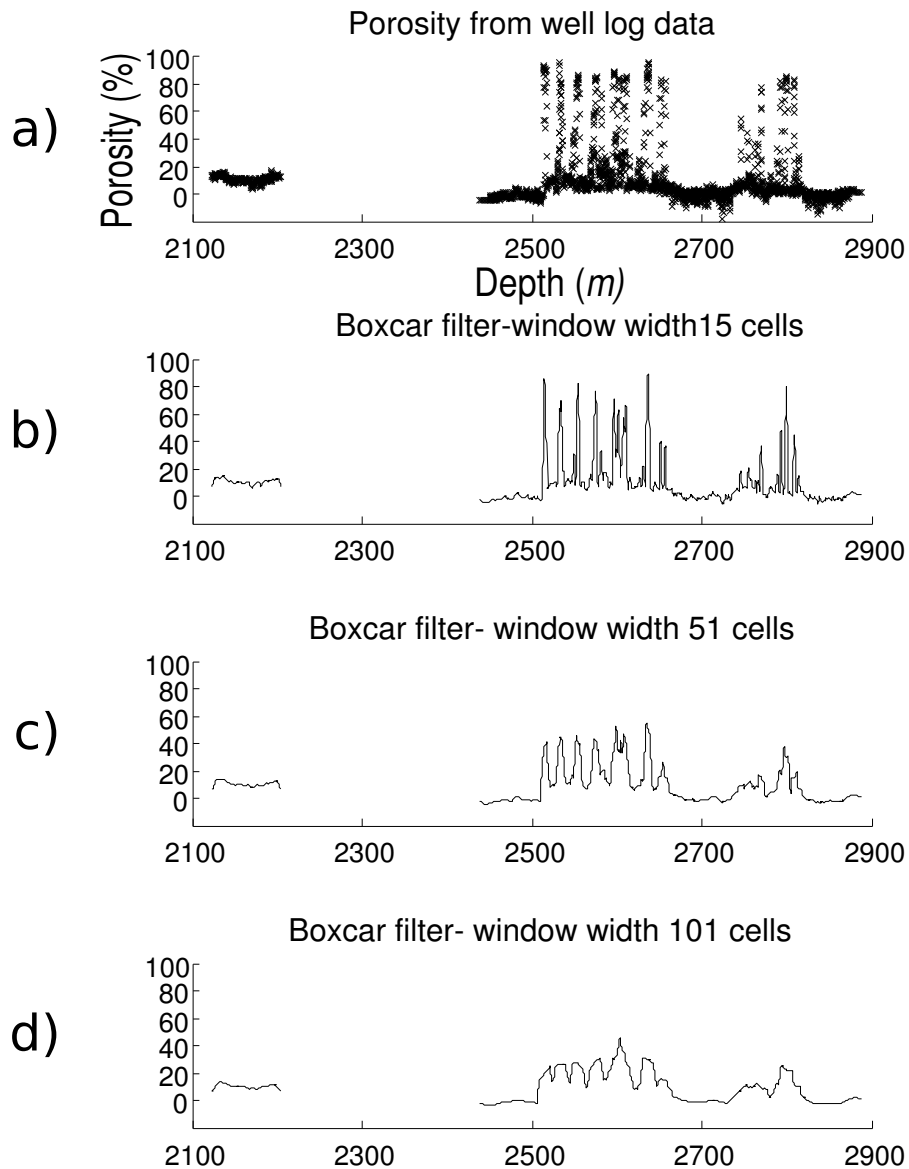 Porosity from well log data
a)
Porosity (%)
100
80
60
40
20
0
2100 2300 2500 2700 2900
Depth (m)
Boxcar filter-window width15 cells
b)
100
80
60
40
20
0
2100 2300 2500 2700 2900
Boxcar filter- window width 51 cells
c)
100
80
60
40
20
0
2100 2300 2500 2700 2900
Boxcar filter- window width 101 cells
d)
100
80
60
40
20
0
2100 2300 2500 2700 2900